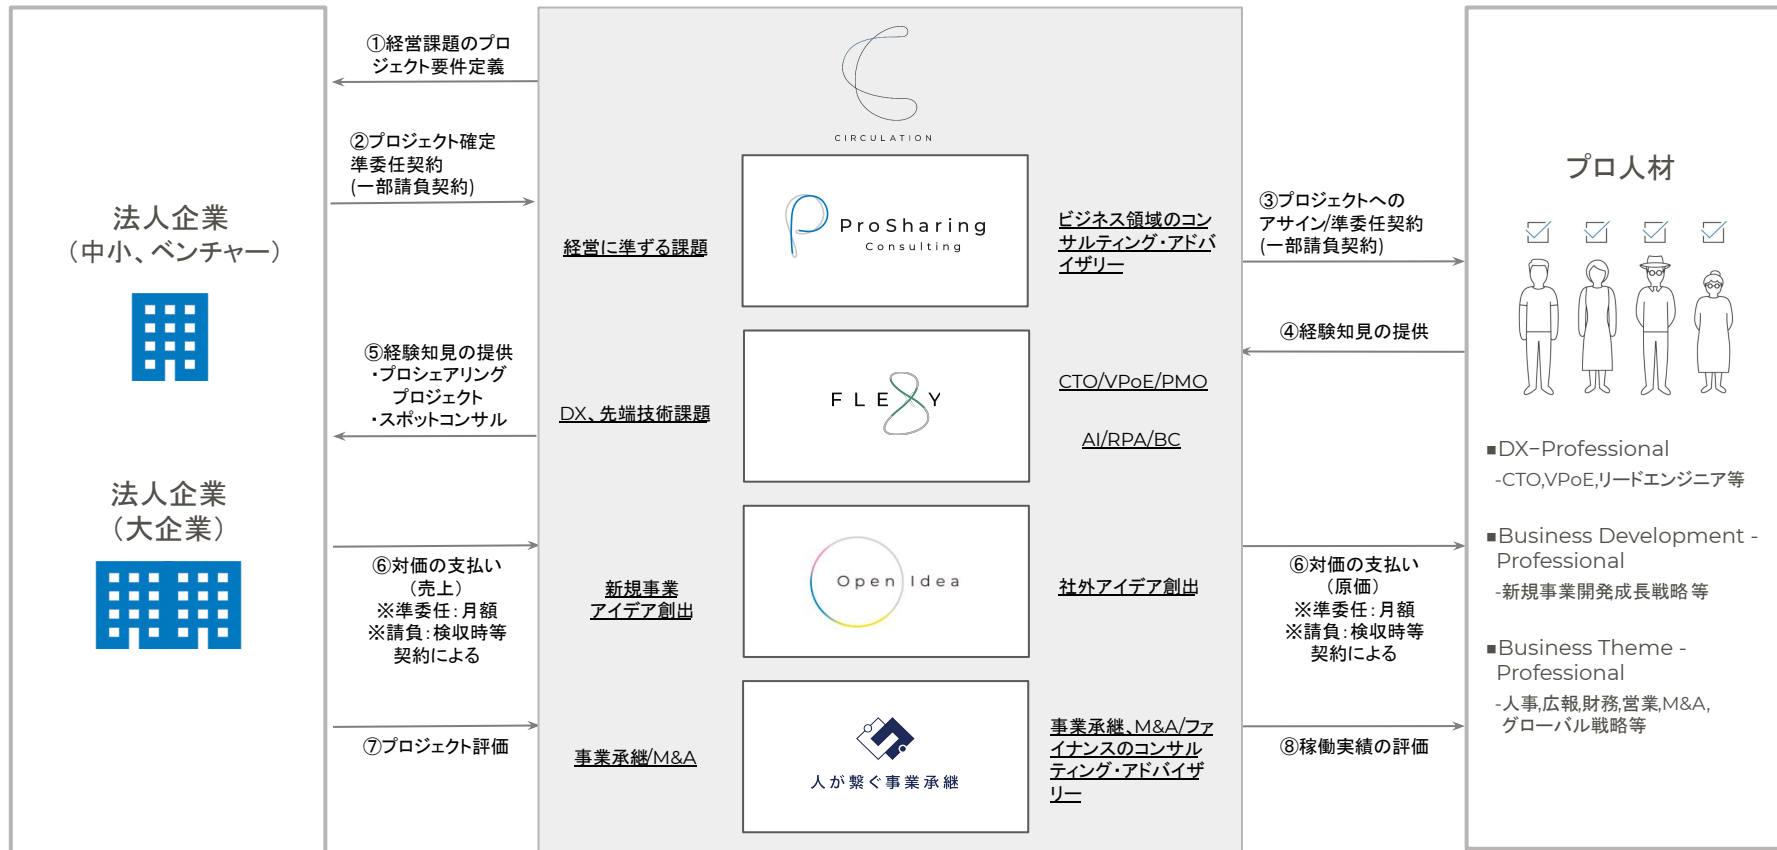 法人企業
（中小、ベンチャー）
法人企業
（大企業）
①経営課題のプロ
ジェクト要件定義
②プロジェクト確定
準委任契約
(一部請負契約)
⑤経験知見の提供
・プロシェアリング
プロジェクト
・スポットコンサル
⑥対価の支払い
(売上)
※準委任：月額
※請負：検収時等
契約による
⑦プロジェクト評価
CIRCULATION
経営に準ずる課題
ProSharing
Consulting
ビジネス領域のコン
サルティング・アドバ
イザリー
DX、先端技術課題
FLEXY
CTO/VPoE/PMO
AI/RPA/BC
新規事業
アイデア創出
Open Idea
社外アイデア創出
事業承継/M&A
人が繋ぐ事業承継
事業承継、M&A/ファ
イナンスのコンサル
ティング・アドバイザ
リー
③プロジェクトへの
アサイン/準委任契約
(一部請負契約)
④経験知見の提供
⑥対価の支払い
(原価)
※準委任：月額
※請負：検収時等
契約による
⑧稼働実績の評価
プロ人材
■DX−Professional
-CTO,VPoE,リードエンジニア等
■Business Development -
Professional
-新規事業開発成長戦略等
■Business Theme -
Professional
-人事,広報,財務,営業,M&A,
グローバル戦略等